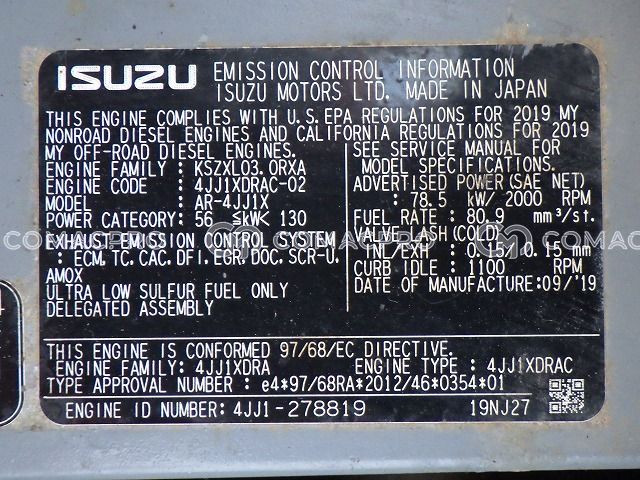 ISUZU EMISSION CONTROL INFORMATION
ISUZU MOTORS LTD. MADE IN JAPAN
THIS ENGINE COMPLIES WITH U.S.EPA REGULATIONS FOR 2019 MY
NONROAD DIESEL ENGINES AND CALIFORNIA REGULATIONS FOR 2019
MY OFF-ROAD DIESEL ENGINES.
ENGINE FAMILY : KSZXL03.0RXA
ENGINE CODE : 4JJ1XDRAC-02
MODEL : AR-4JJ1X
POWER CATEGORY : 56 ≦kW< 130
EXHAUST EMISSION CONTROL SYSTEM
: ECM, TC, CAC, DFI, EGR, DOC, SCR-U,
AMOX
ULTRA LOW SULFUR FUEL ONLY
DELEGATED ASSEMBLY
SEE SERVICE MANUAL FOR
MODEL SPECIFICATIONS.
ADVERTISED POWER(SAE NET)
: 78.5 kW/ 2000 RPM
FUEL RATE : 80.9 mm³/st.
VALVE LASH (COLD)
INT/EXH : 0.15/0.15 mm
CURB IDLE : 1100 RPM
DATE OF MANUFACTURE:09/'19
THIS ENGINE IS CONFORMED 97/68/EC DIRECTIVE.
ENGINE FAMILY: 4JJ1XDRA ENGINE TYPE : 4JJ1XDRAC
TYPE APPROVAL NUMBER : e4*97/68RA*2012/46*0354*01
ENGINE ID NUMBER: 4JJ1-278819 19NJ27
COMACPRO COMACPRO COMAC